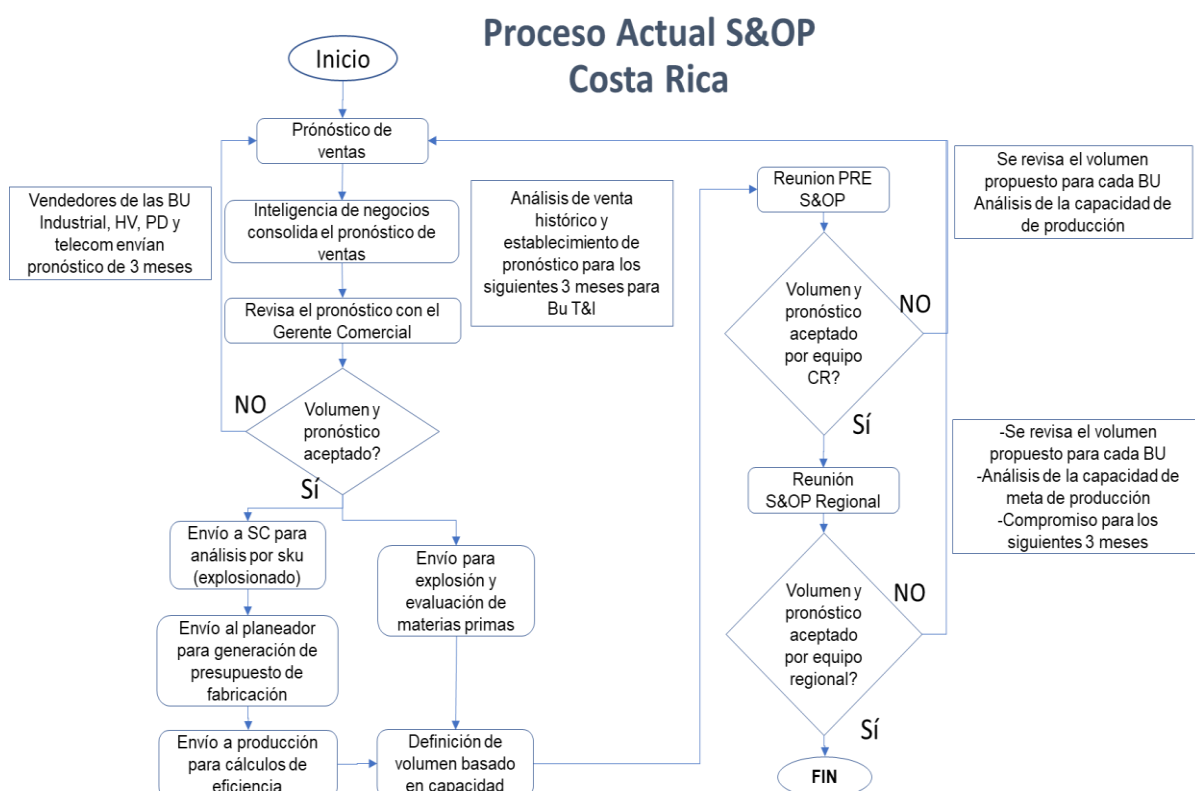 Proceso Actual S&OP
Costa Rica
Inicio
Prónóstico de
ventas
Vendedores de las BU
Industrial, HV, PD y
telecom envían
pronóstico de 3 meses
Inteligencia de negocios
consolida el pronóstico de
ventas
Análisis de venta
histórico y
establecimiento de
pronóstico para los
siguientes 3 meses para
Bu T&I
Revisa el pronóstico con el
Gerente Comercial
NO
Volumen y
pronóstico
aceptado?
Sí
Envío a SC para
análisis por sku
(explosionado)
Envío para
explosión y
evaluación de
materias primas
Envío al planeador
para generación de
presupuesto de
fabricación
Envío a producción
para cálculos de
eficiencia
Definición de
volumen basado
en capacidad
Reunion PRE
S&OP
Se revisa el volumen
propuesto para cada BU
Análisis de la capacidad de
de producción
Volumen y
pronóstico
aceptado
por equipo
CR?
NO
Sí
Reunión
S&OP Regional
-Se revisa el volumen
propuesto para cada BU
-Análisis de la capacidad de
meta de producción
-Compromiso para los
siguientes 3 meses
Volumen y
pronóstico
aceptado
por equipo
regional?
NO
Sí
FIN